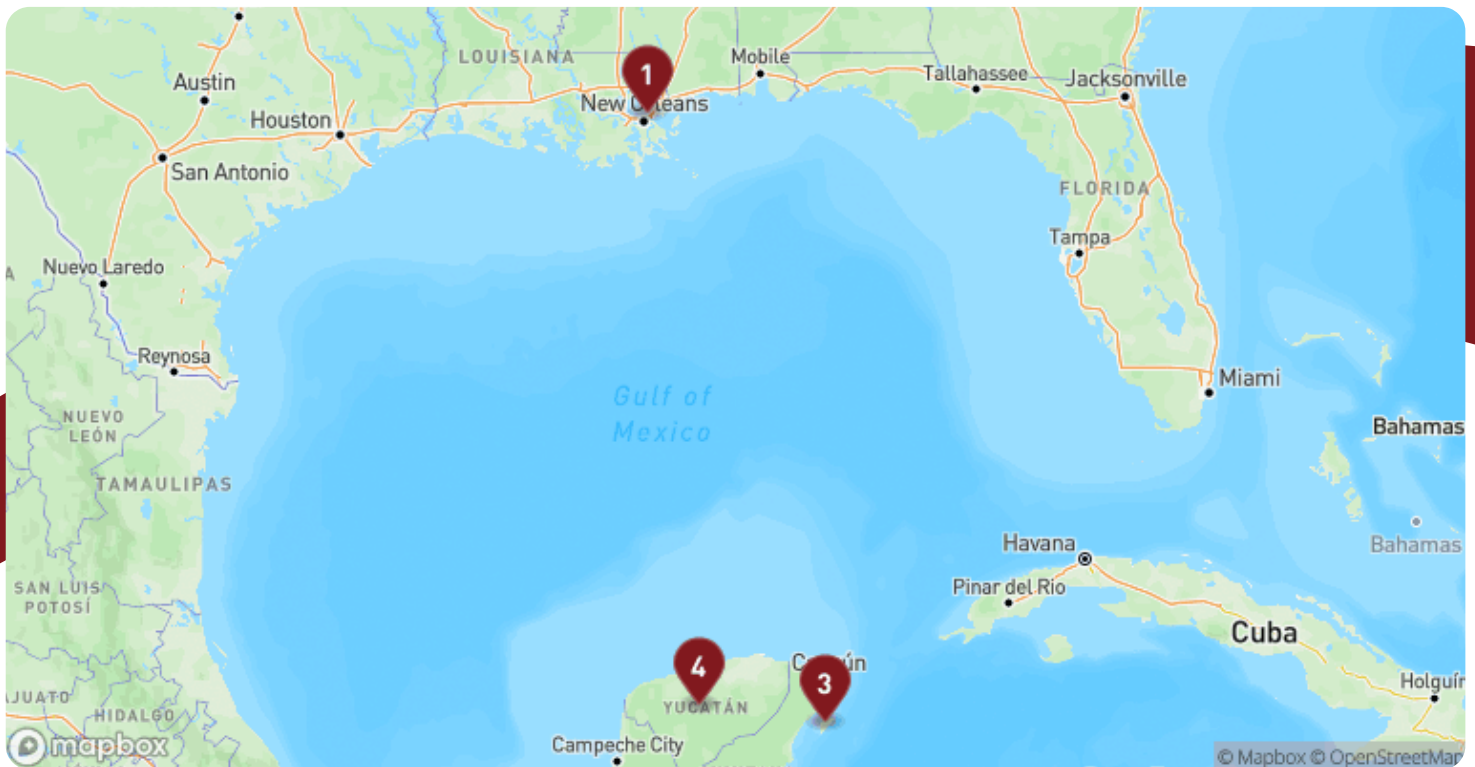 LOUISIANA
Mobile
1
Austin
Tallahassee
Jacksonville
New Orleans
Houston
San Antonio
FLORIDA
Tampa
Nuevo Laredo
Reynosa
Miami
Gulf of
Mexico
NUEVO
LEÓN
Bahamas
TAMAULIPAS
Havana
Bahamas
SAN LUIS
POTOSÍ
Pinar del Río
Cuba
4
Cancún
3
Holguín
AJUATO
YUCATÁN
HIDALGO
Campeche City
mapbox
© Mapbox © OpenStreetMap